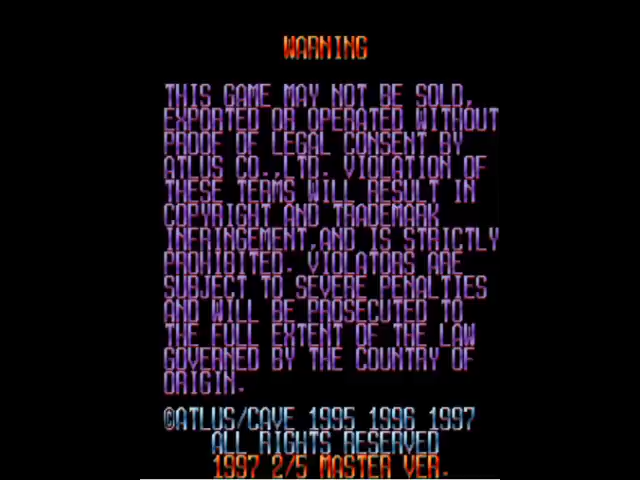 WARNING
THIS GAME MAY NOT BE SOLD,
EXPORTED OR OPERATED WITHOUT
PROOF OF LEGAL CONSENT BY
ATLUS CO.,LTD. VIOLATION OF
THESE TERMS WILL RESULT IN
COPYRIGHT AND TRADEMARK
INFRINGEMENT,AND IS STRICTLY
PROHIBITED. VIOLATORS ARE
SUBJECT TO SEVERE PENALTIES
AND WILL BE PROSECUTED TO
THE FULL EXTENT OF THE LAW
GOVERNED BY THE COUNTRY OF
ORIGIN.
©ATLUS/CAVE 1995 1996 1997
ALL RIGHTS RESERVED
1997 2/5 MASTER VER.